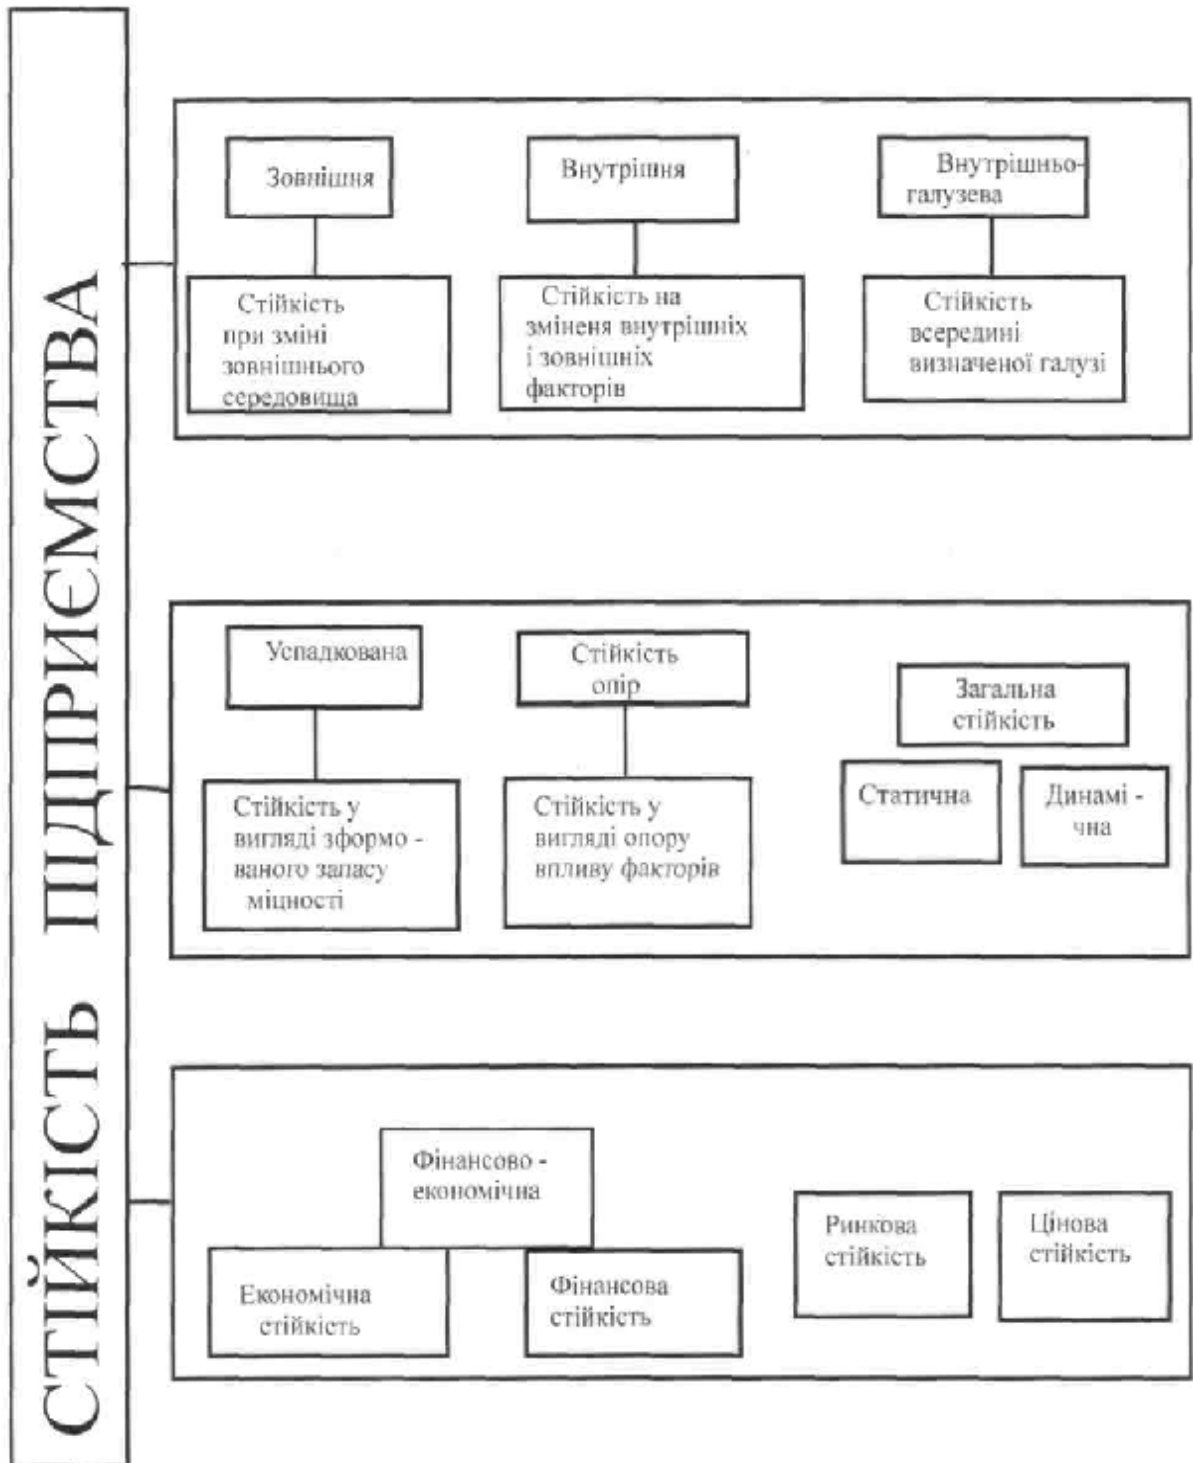 СТІЙКІСТЬ ПІДПРИЄМСТВА
Зовнішня
Стійкість
при зміні
зовнішнього
середовища
Внутрішня
Стійкість на
зміненя внутрішніх
і зовнішніх
факторів
Внутрішньо-
галузева
Стійкість
всередині
визначеної галузі
Успадкована
Стійкість у
вигляді зформо -
ваного запасу
міцності
Стійкість
опір
Стійкість у
вигляді опору
впливу факторів
Загальна
стійкість
Статична
Динамі -
чна
Фінансово -
економічна
Економічна
стійкість
Фінансова
стійкість
Ринкова
стійкість
Цінова
стійкість